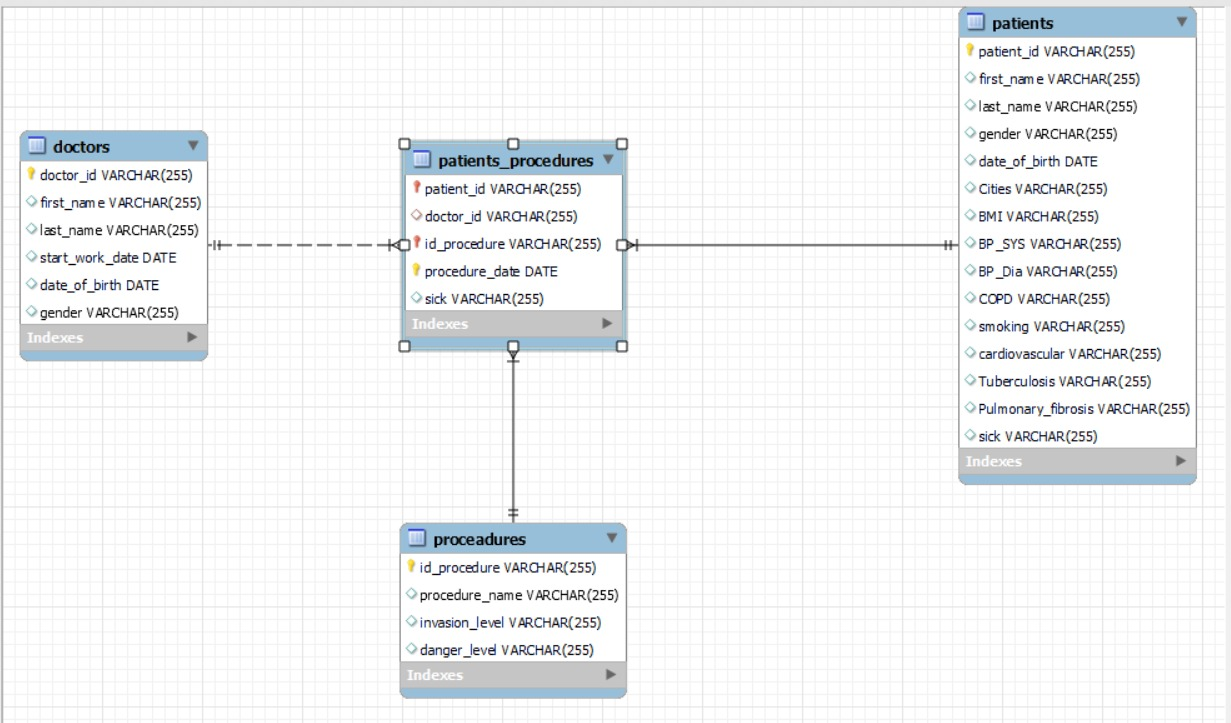 doctors
doctor_id VARCHAR(255)
first_name VARCHAR(255)
last_name VARCHAR(255)
start_work_date DATE
date_of_birth DATE
gender VARCHAR(255)
Indexes
patients_procedures
patient_id VARCHAR(255)
doctor_id VARCHAR(255)
id_procedure VARCHAR(255)
procedure_date DATE
sick VARCHAR(255)
Indexes
patients
patient_id VARCHAR(255)
first_name VARCHAR(255)
last_name VARCHAR(255)
gender VARCHAR(255)
date_of_birth DATE
Cities VARCHAR(255)
BMI VARCHAR(255)
BP_SYS VARCHAR(255)
BP_Dia VARCHAR(255)
COPD VARCHAR(255)
smoking VARCHAR(255)
cardiovascular VARCHAR(255)
Tuberculosis VARCHAR(255)
Pulmonary_fibrosis VARCHAR(255)
sick VARCHAR(255)
Indexes
proceadures
id_procedure VARCHAR(255)
procedure_name VARCHAR(255)
invasion_level VARCHAR(255)
danger_level VARCHAR(255)
Indexes